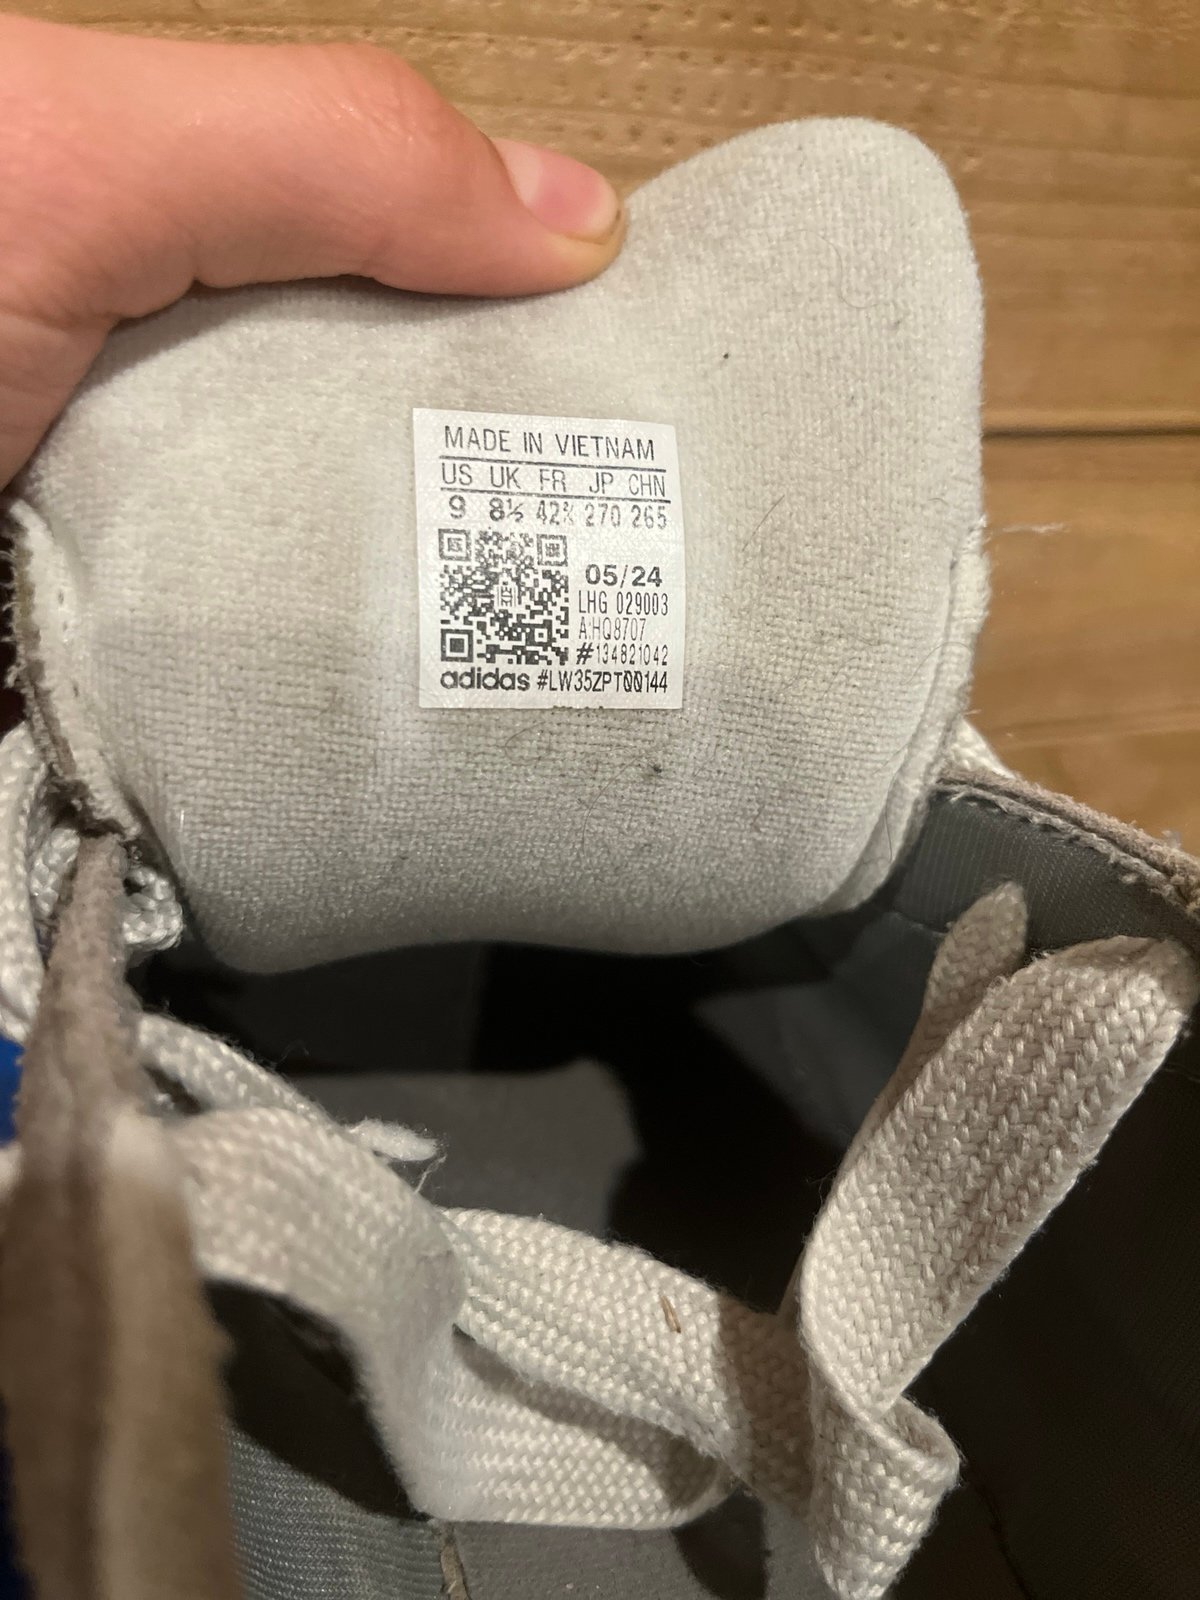 MADE IN VIETNAM
US UK FR JP CHN
9 8½ 42⅔ 270 265
05/24
LHG 029003
A:HQ8707
#134821042
adidas #LW35ZPT00144